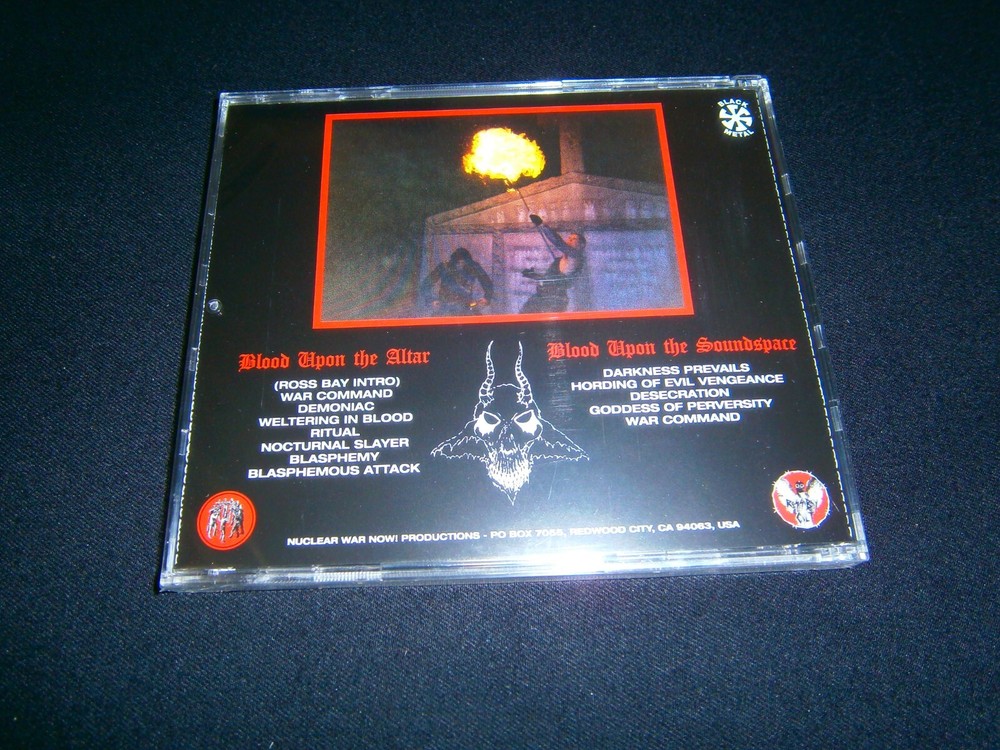 BLACK
METAL
Blood Upon the Altar
(ROSS BAY INTRO)
WAR COMMAND
DEMONIAC
WELTERING IN BLOOD
RITUAL
NOCTURNAL SLAYER
BLASPHEMY
BLASPHEMOUS ATTACK
Blood Upon the Soundspace
DARKNESS PREVAILS
HORDING OF EVIL VENGEANCE
DESECRATION
GODDESS OF PERVERSITY
WAR COMMAND
NUCLEAR WAR NOW! PRODUCTIONS - PO BOX 7055, REDWOOD CITY, CA 94063, USA